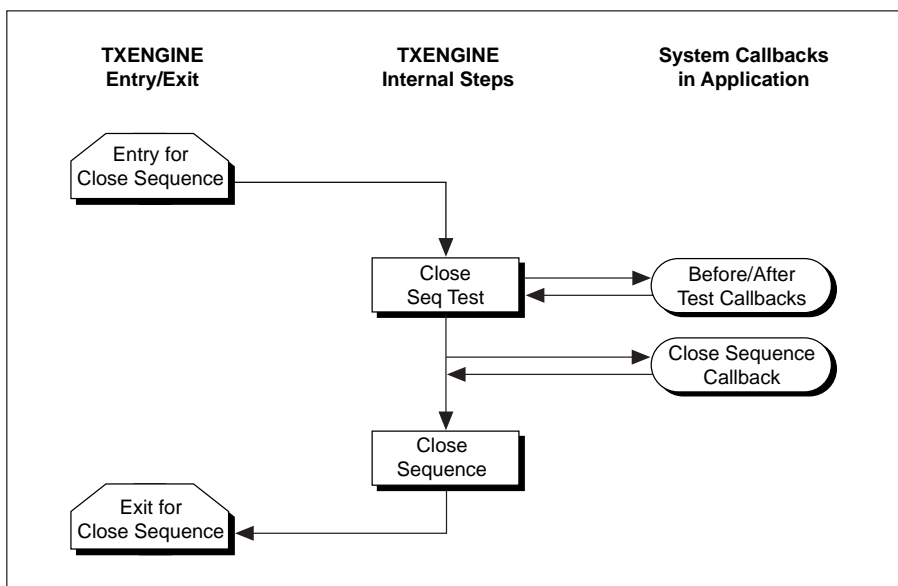 TXENGINE
Entry/Exit
TXENGINE
Internal Steps
System Callbacks
in Application
Entry for
Close Sequence
Close
Seq Test
Before/After
Test Callbacks
Close Sequence
Callback
Close
Sequence
Exit for
Close Sequence